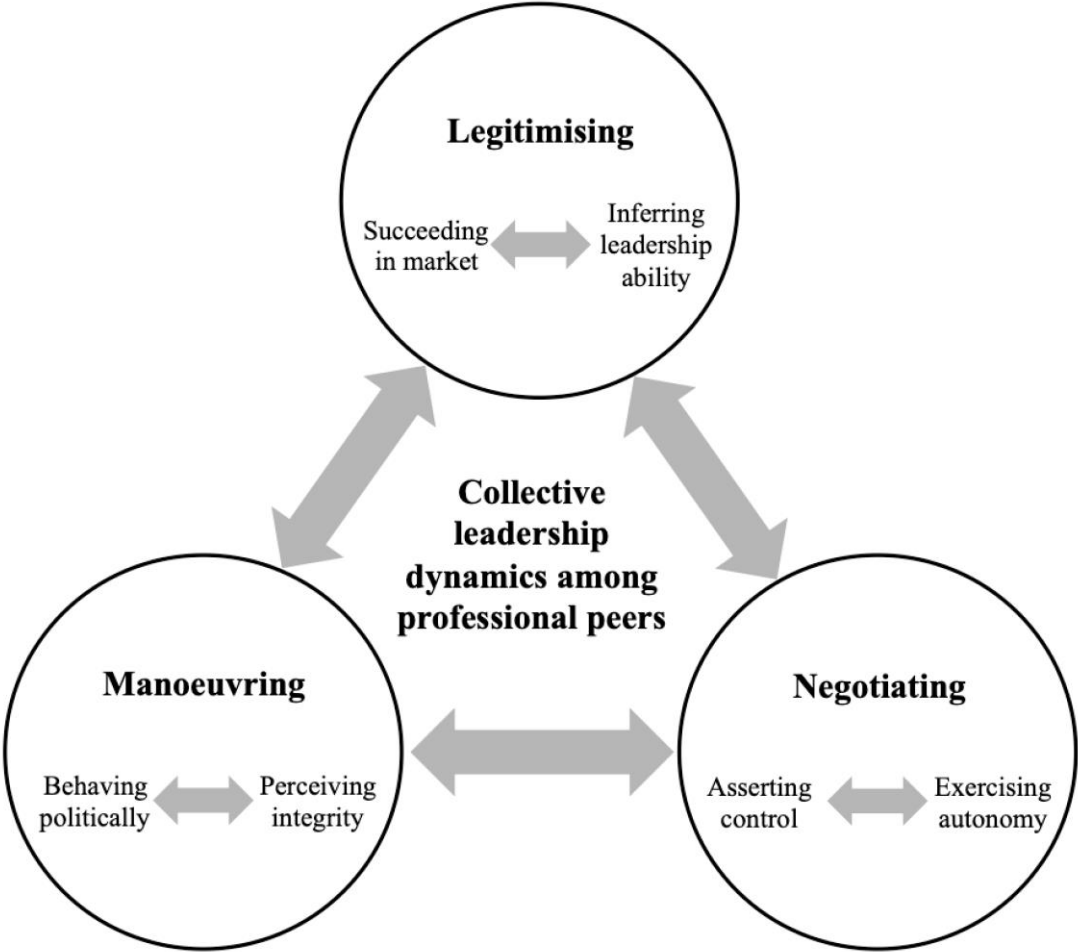 Legitimising
Succeeding
in market
Inferring
leadership
ability
Collective
leadership
dynamics among
professional peers
Manoeuvring
Behaving
politically
Perceiving
integrity
Negotiating
Asserting
control
Exercising
autonomy